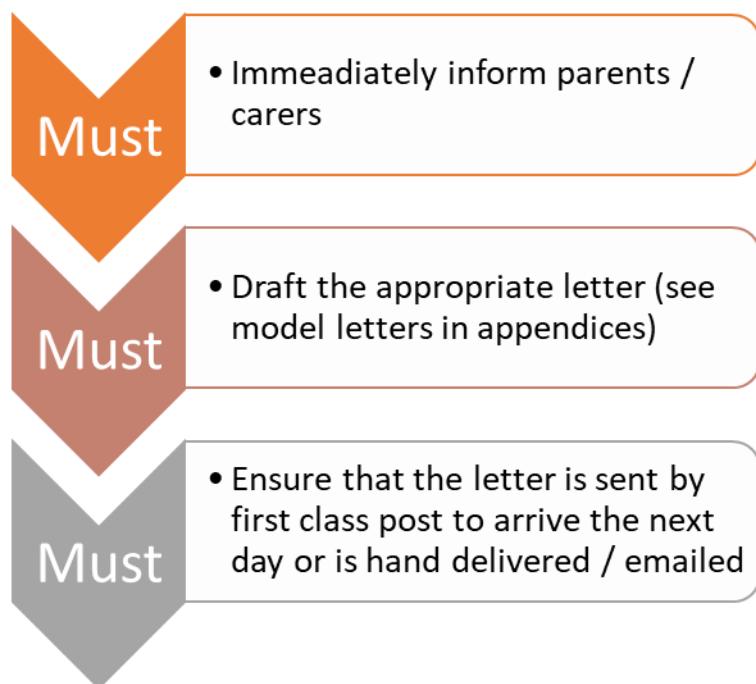 Must
• Immeadiately inform parents /
carers
Must
• Draft the appropriate letter (see
model letters in appendices)
Must
• Ensure that the letter is sent by
first class post to arrive the next
day or is hand delivered / emailed